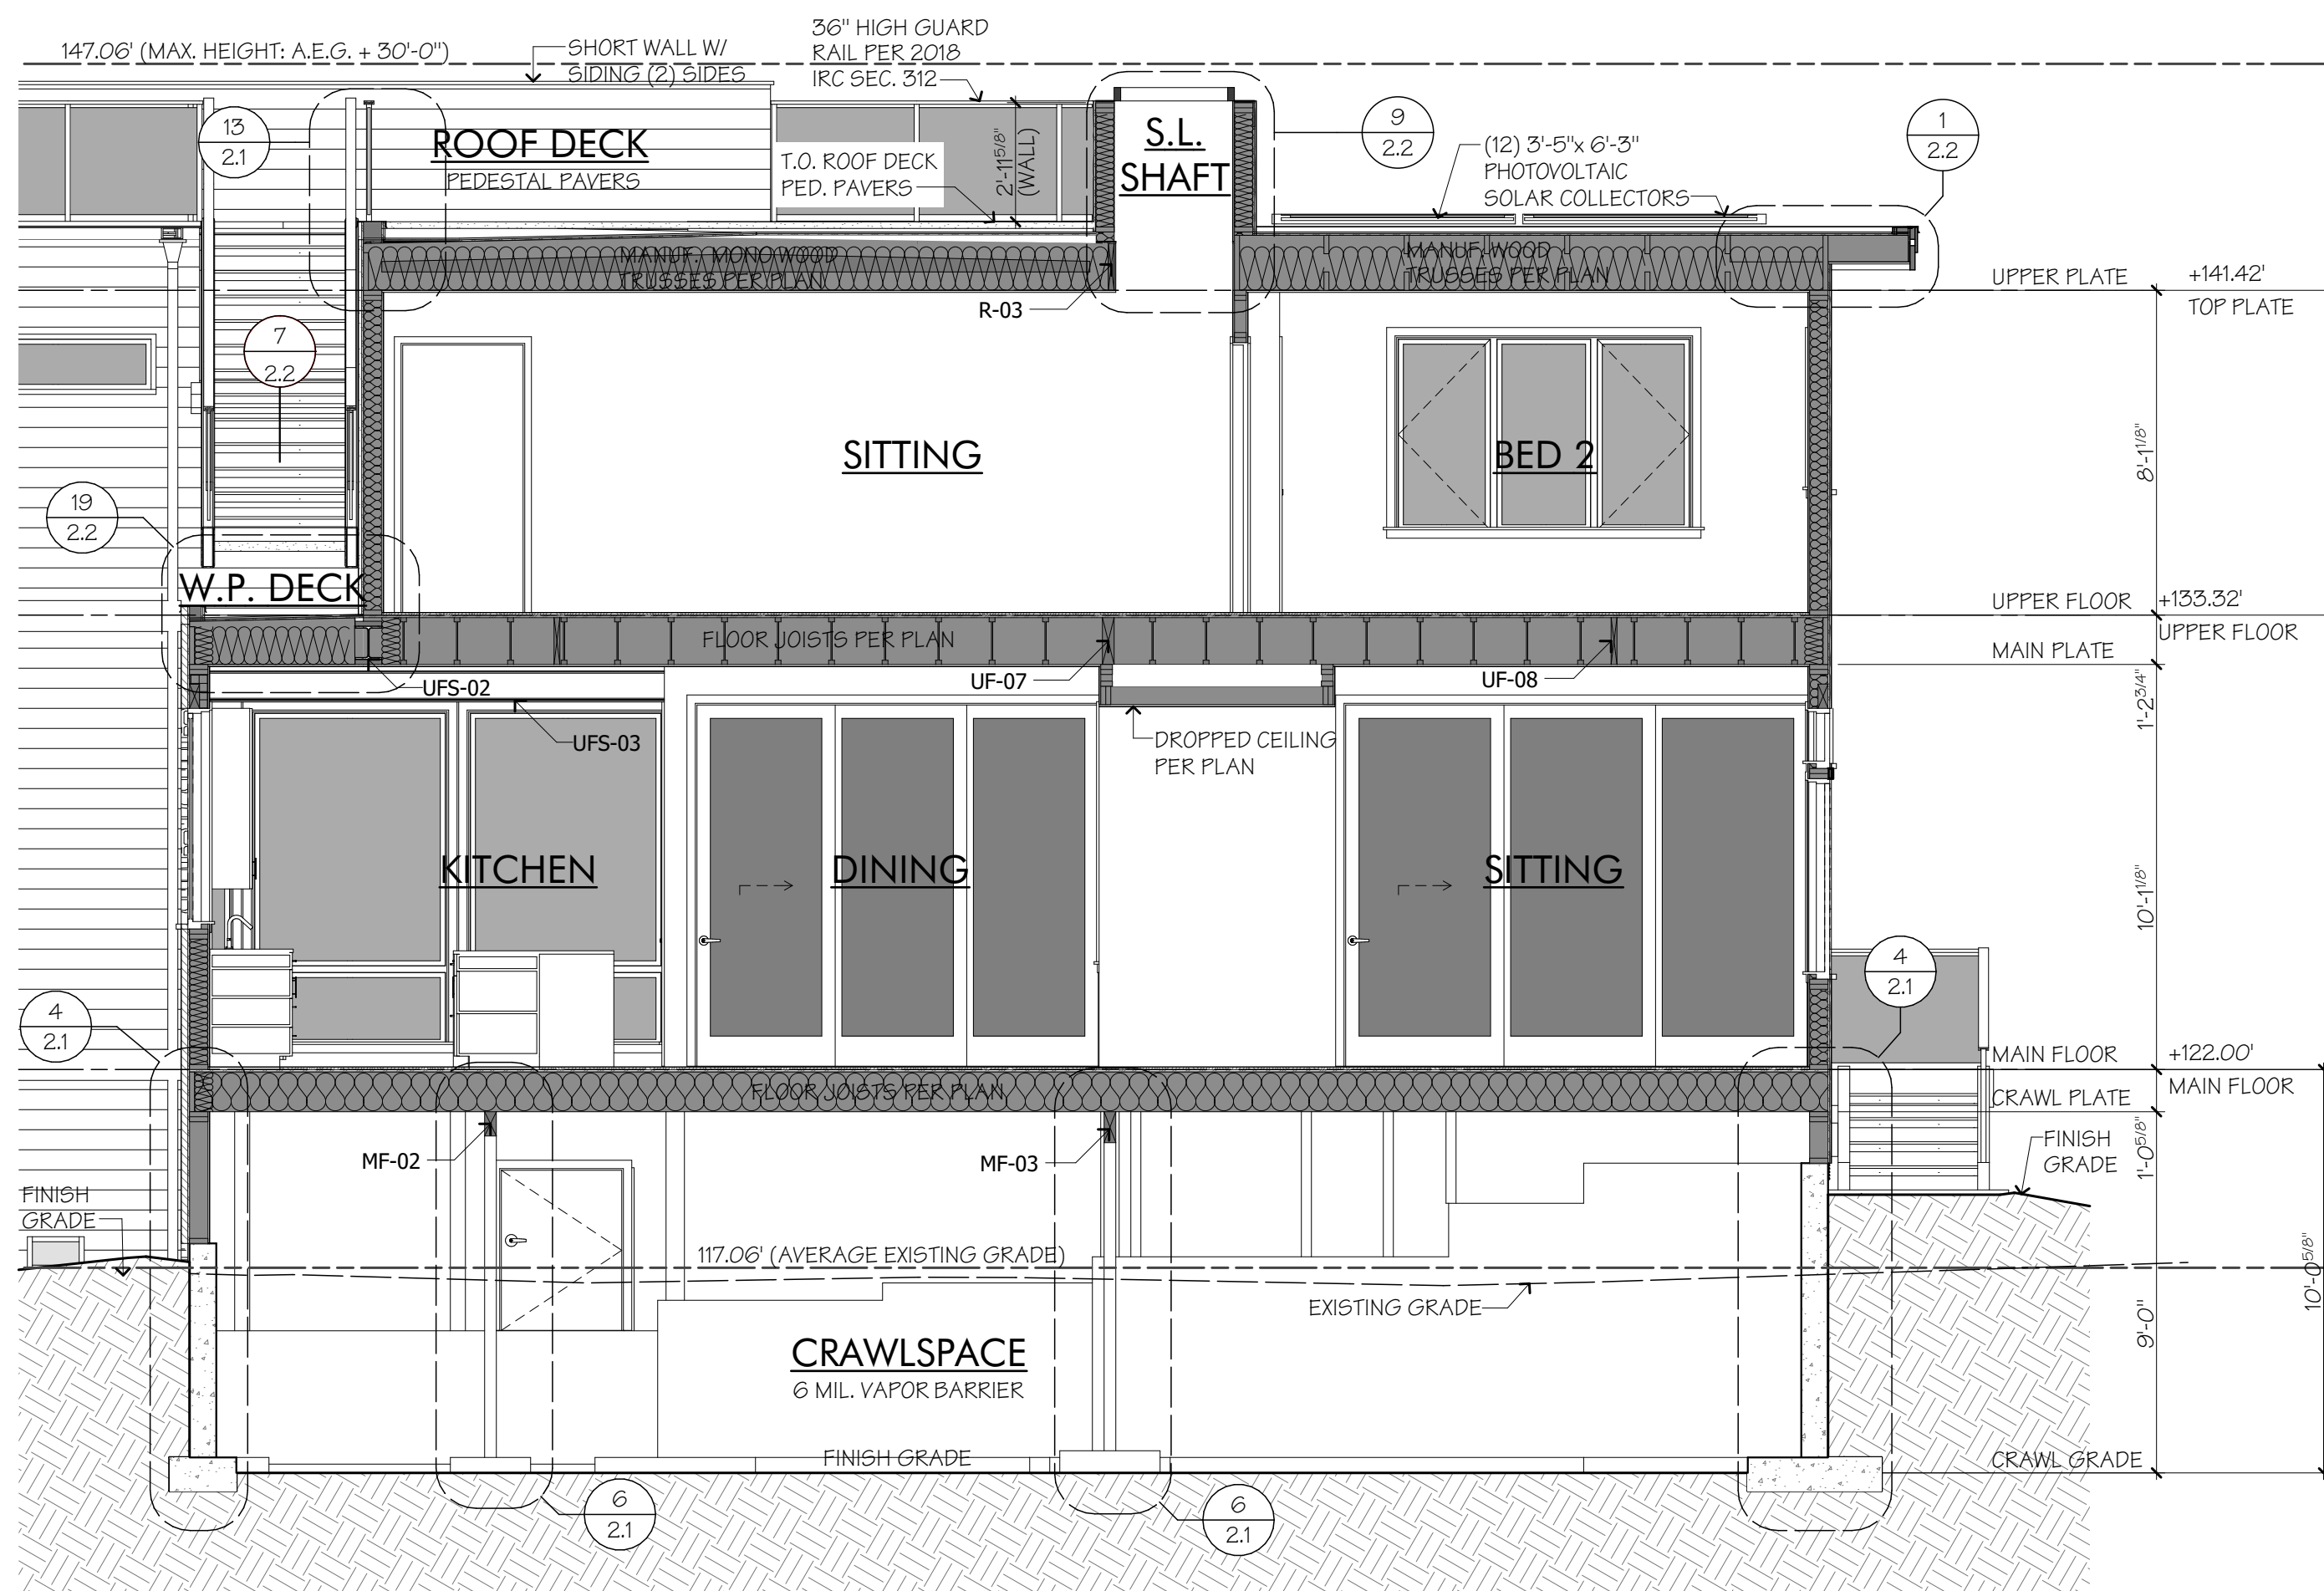 147.06' (MAX. HEIGHT: A.E.G. + 30'-0")
SHORT WALL W/
SIDING (2) SIDES
36" HIGH GUARD
RAIL PER 2018
IRC SEC. 312
13
2.1
ROOF DECK
PEDESTAL PAVERS
T.O. ROOF DECK
PED. PAVERS
2'-11 5/8"
(WALL)
S.L.
SHAFT
9
2.2
(12) 3'-5"x 6'-3"
PHOTOVOLTAIC
SOLAR COLLECTORS
1
2.2
MANUF. MONO WOOD
TRUSSES PER PLAN
MANUF. WOOD
TRUSSES PER PLAN
R-03
UPPER PLATE
+141.42'
TOP PLATE
7
2.2
8'-1 1/8"
SITTING
BED 2
19
2.2
W.P. DECK
UPPER FLOOR
+133.32'
UPPER FLOOR
FLOOR JOISTS PER PLAN
MAIN PLATE
UFS-02
UF-07
UF-08
1'-2 3/4"
UFS-03
DROPPED CEILING
PER PLAN
KITCHEN
DINING
SITTING
10'-1 1/8"
4
2.1
4
2.1
MAIN FLOOR
+122.00'
MAIN FLOOR
FLOOR JOISTS PER PLAN
CRAWL PLATE
MF-02
MF-03
1'-0 5/8"
FINISH
GRADE
FINISH
GRADE
117.06' (AVERAGE EXISTING GRADE)
EXISTING GRADE
10'-0 5/8"
9'-0"
CRAWLSPACE
6 MIL. VAPOR BARRIER
FINISH GRADE
CRAWL GRADE
6
2.1
6
2.1